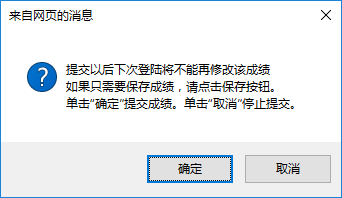 来自网页的消息
提交以后下次登陆将不能再修改该成绩
如果只需要保存成绩，请点击保存按钮。
单击“确定”提交成绩。单击“取消”停止提交。
确定
取消